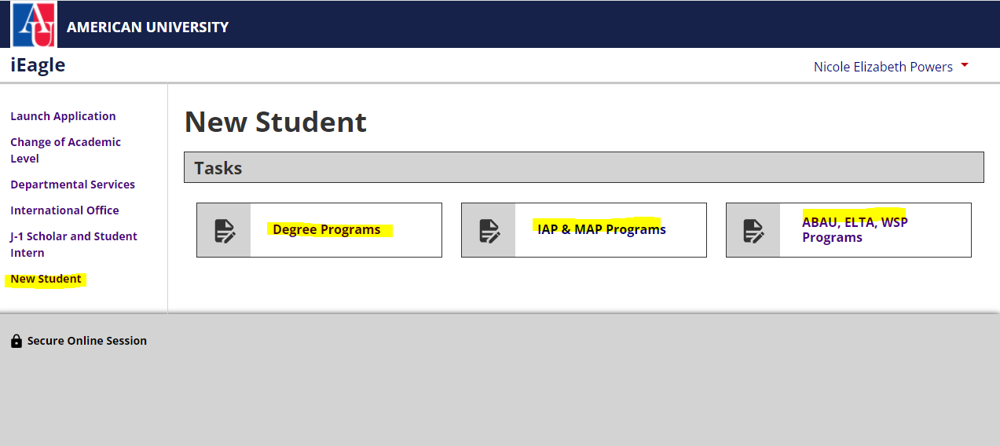 AU
AMERICAN UNIVERSITY
iEagle
Nicole Elizabeth Powers
Launch Application
Change of Academic
Level
Departmental Services
International Office
J-1 Scholar and Student
Intern
New Student
New Student
Tasks
Degree Programs
IAP & MAP Programs
ABAU, ELTA, WSP
Programs
Secure Online Session